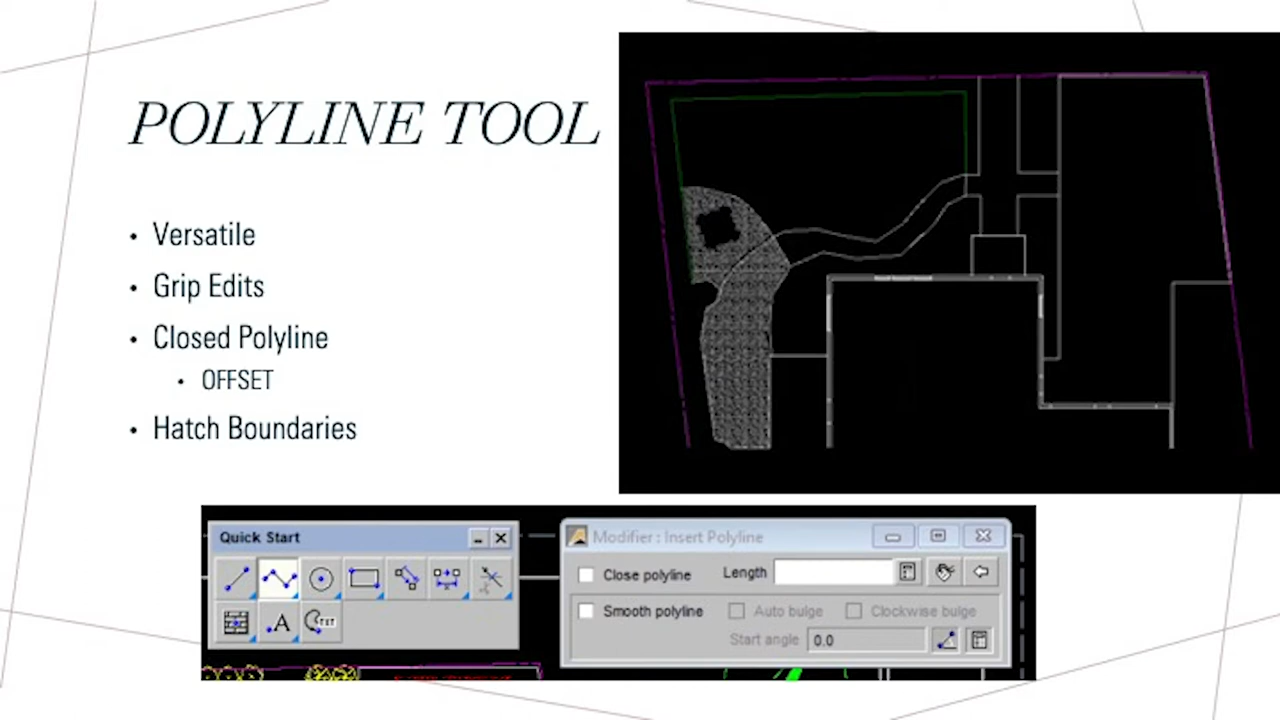 POLYLINE TOOL
• Versatile
• Grip Edits
• Closed Polyline
• OFFSET
• Hatch Boundaries
Quick Start
A
TXT
Modifier : Insert Polyline
Close polyline Length
Smooth polyline Auto bulge Clockwise bulge
Start angle 0.0